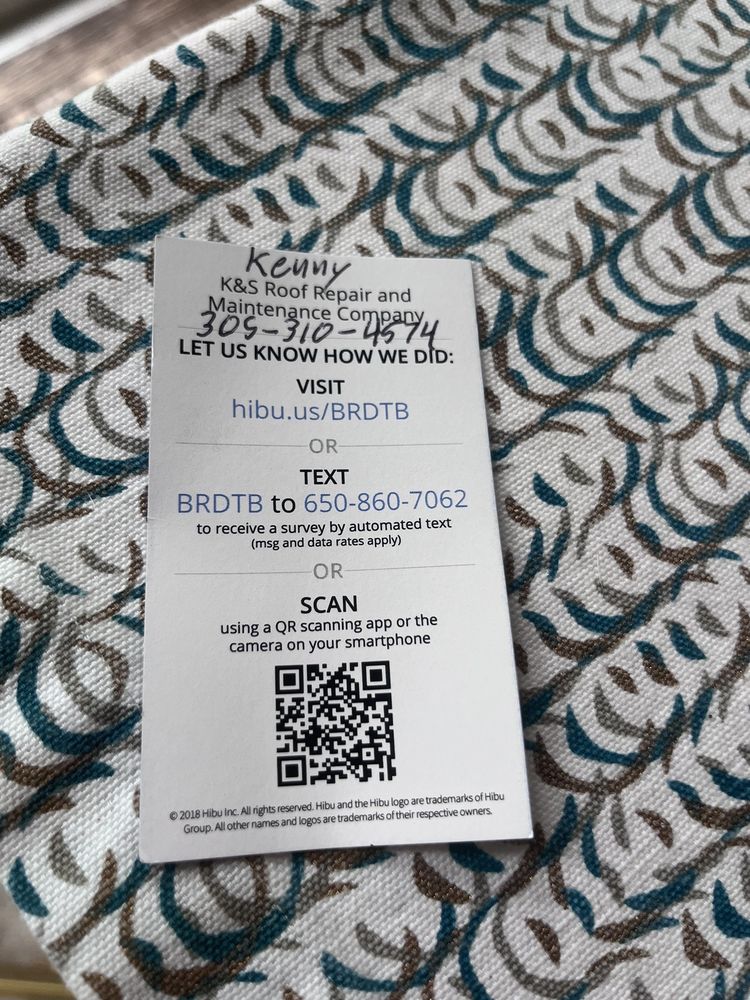 Kenny
K&S Roof Repair and
Maintenance Company
305-310-4574
LET US KNOW HOW WE DID:
VISIT
hibu.us/BRDTB
OR
TEXT
BRDTB to 650-860-7062
to receive a survey by automated text
(msg and data rates apply)
OR
SCAN
using a QR scanning app or the
camera on your smartphone
© 2018 Hibu Inc. All rights reserved. Hibu and the Hibu logo are trademarks of Hibu
Group. All other names and logos are trademarks of their respective owners.